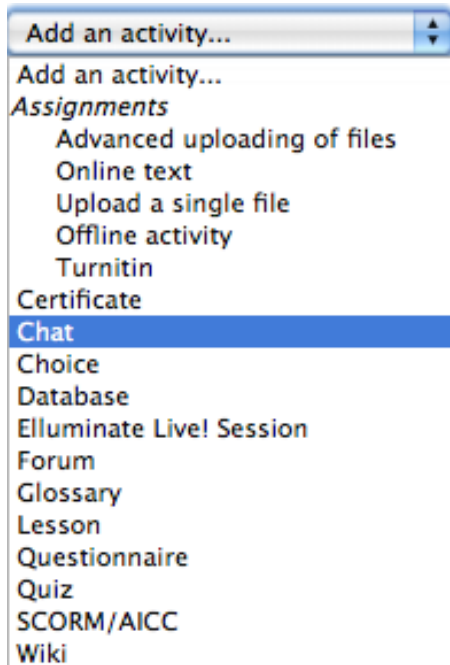 Add an activity...
Add an activity...
Assignments
Advanced uploading of files
Online text
Upload a single file
Offline activity
Turnitin
Certificate
Chat
Choice
Database
Elluminate Live! Session
Forum
Glossary
Lesson
Questionnaire
Quiz
SCORM/AICC
Wiki